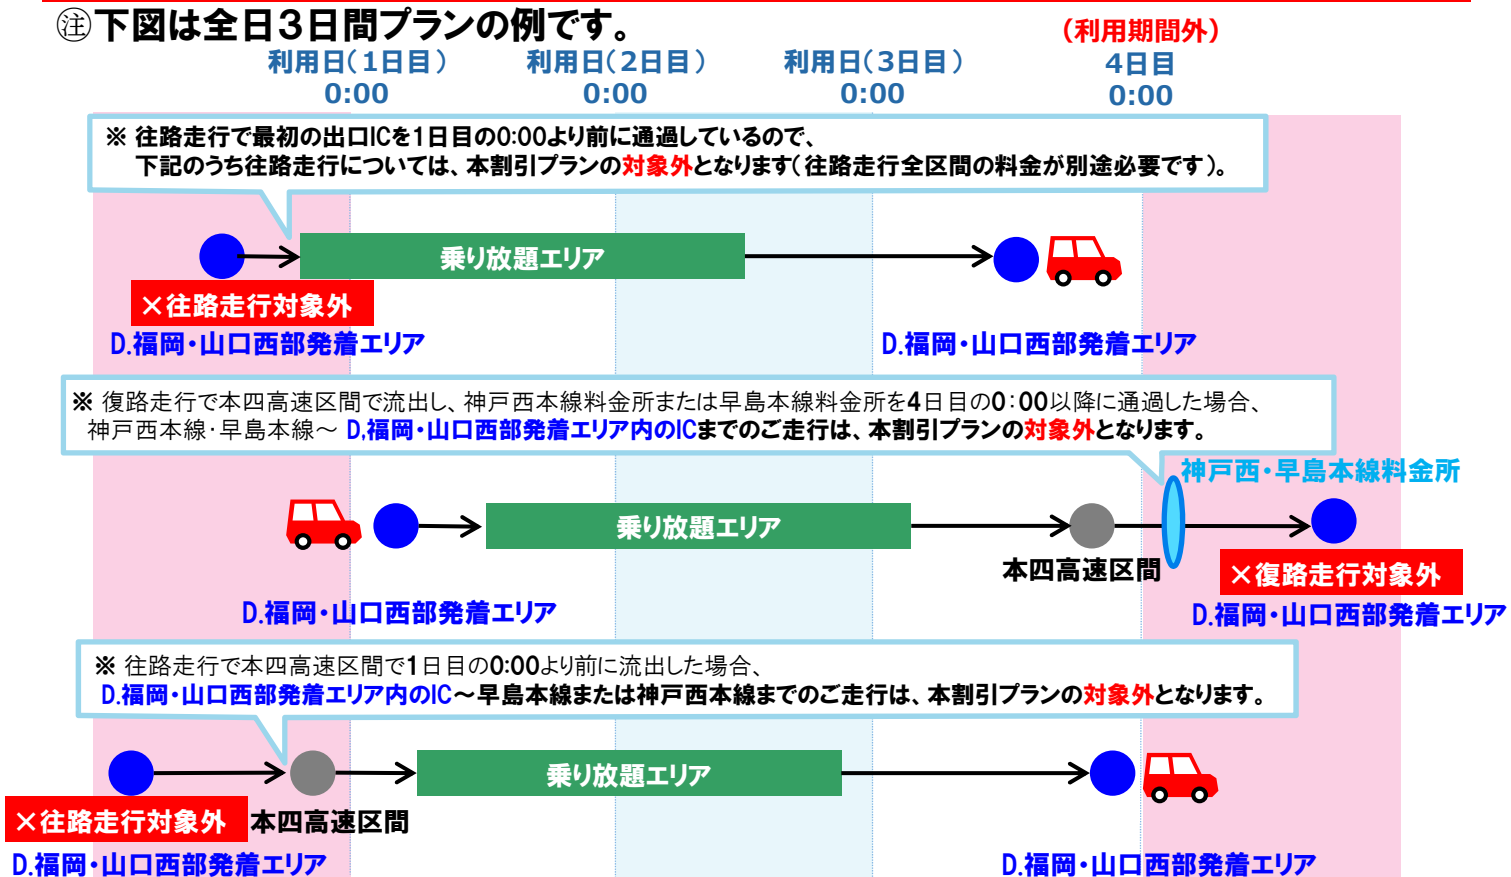 ㊟下図は全日3日間プランの例です。
（利用期間外）
利用日（1日目） 利用日（2日目） 利用日（3日目） 4日目
0:00 0:00 0:00 0:00
※ 往路走行で最初の出口ICを1日目の0:00より前に通過しているので、
下記のうち往路走行については、本割引プランの対象外となります（往路走行全区間の料金が別途必要です）。
乗り放題エリア
×往路走行対象外
D.福岡・山口西部発着エリア D.福岡・山口西部発着エリア
※ 復路走行で本四高速区間で流出し、神戸西本線料金所または早島本線料金所を4日目の0：00以降に通過した場合、
神戸西本線・早島本線～ D,福岡・山口西部発着エリア内のICまでのご走行は、本割引プランの対象外となります。
神戸西・早島本線料金所
乗り放題エリア
本四高速区間
×復路走行対象外
D.福岡・山口西部発着エリア D.福岡・山口西部発着エリア
※ 往路走行で本四高速区間で1日目の0:00より前に流出した場合、
D.福岡・山口西部発着エリア内のIC～早島本線または神戸西本線までのご走行は、本割引プランの対象外となります。
乗り放題エリア
×往路走行対象外 本四高速区間
D.福岡・山口西部発着エリア D.福岡・山口西部発着エリア